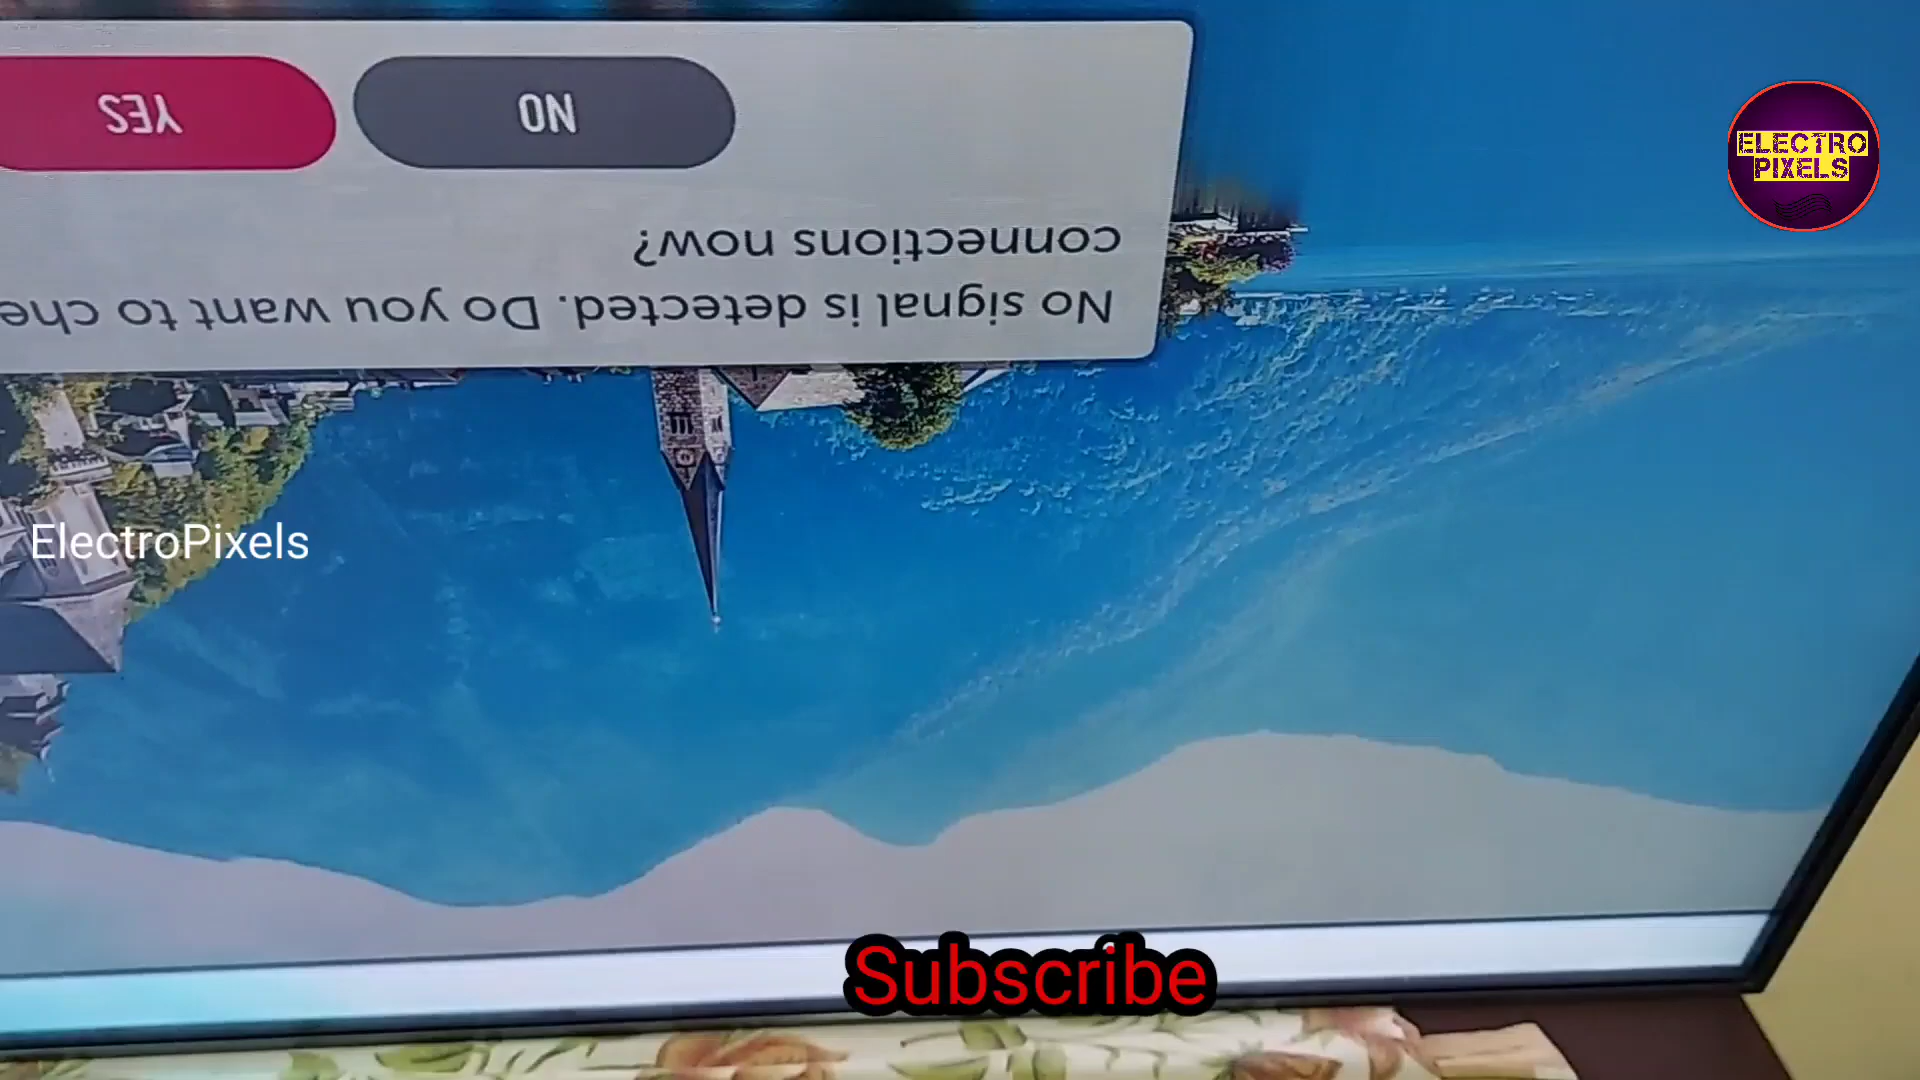 No signal is detected. Do you want to che
connections now?
NO
YES
ELECTRO
PIXELS
ElectroPixels
Subscribe